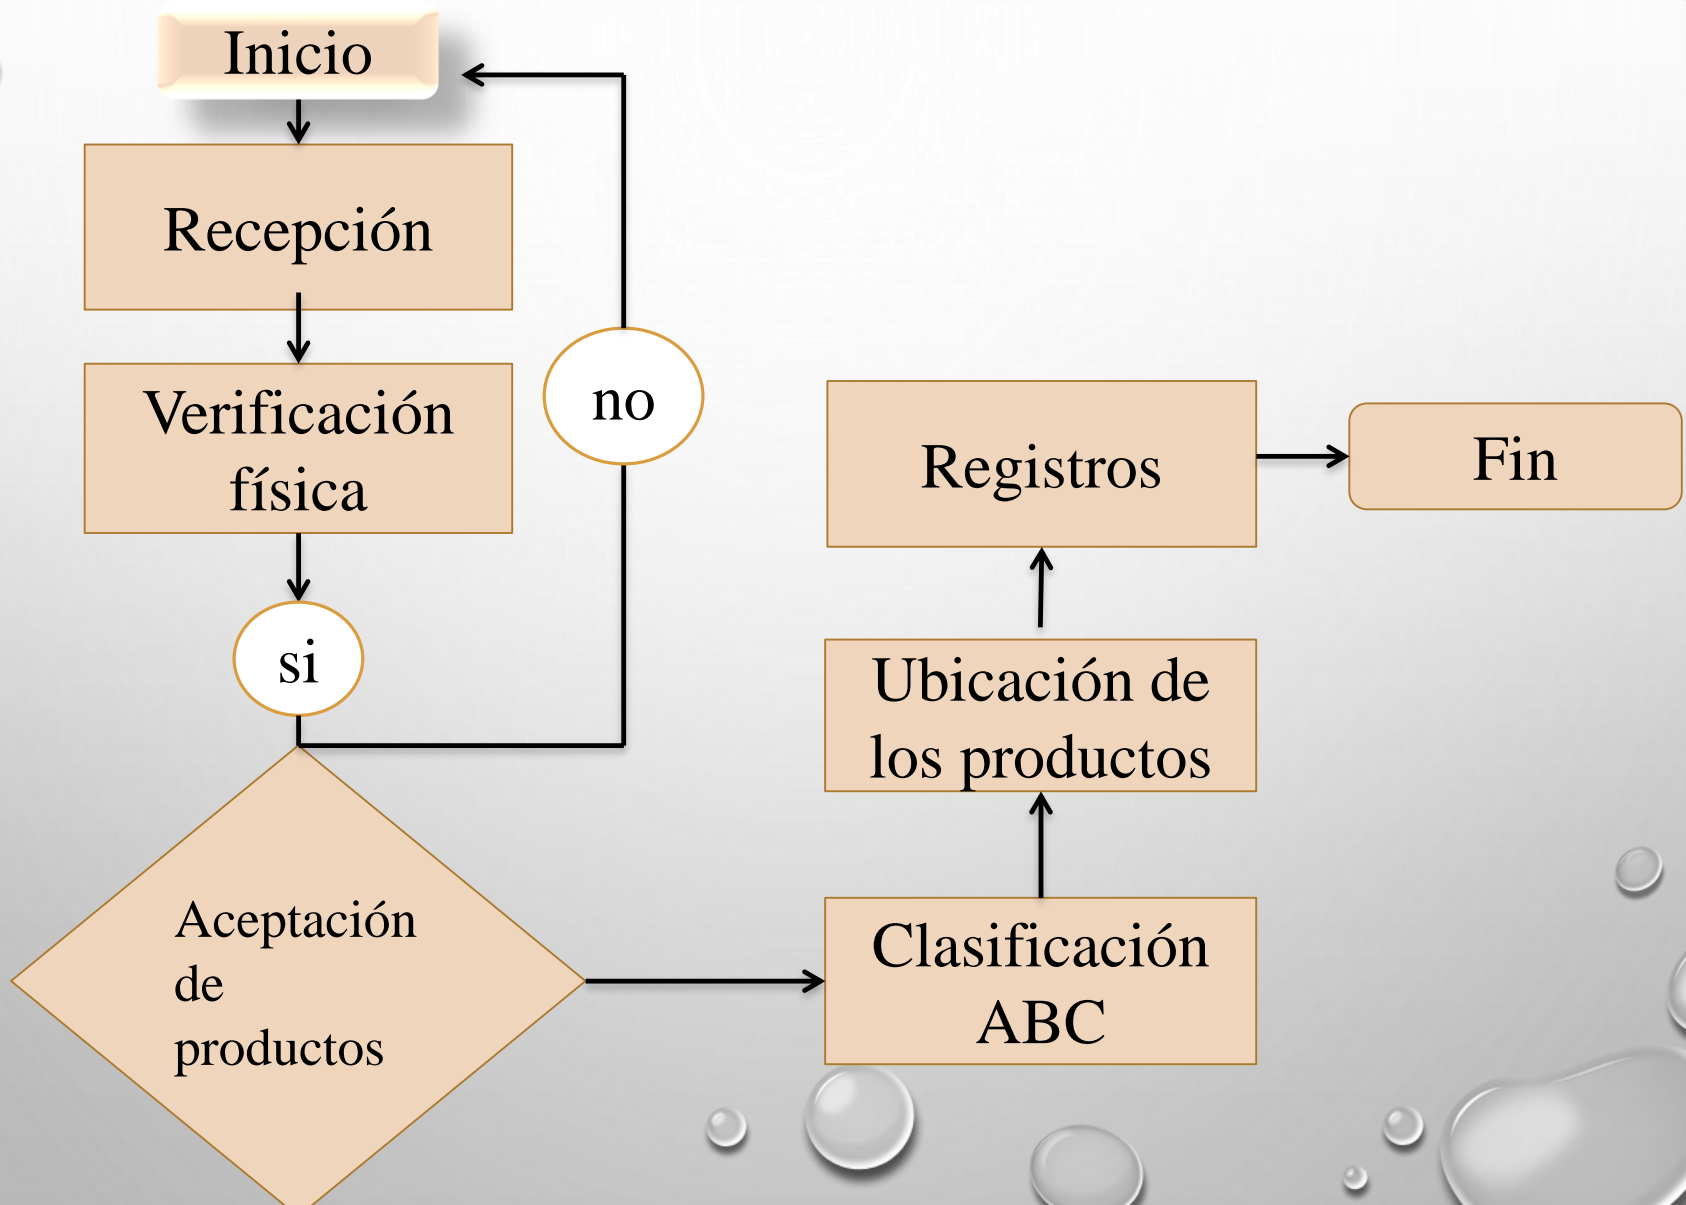 Inicio
Recepción
Verificación
física
no
si
Aceptación
de
productos
Clasificación
ABC
Ubicación de
los productos
Registros
Fin